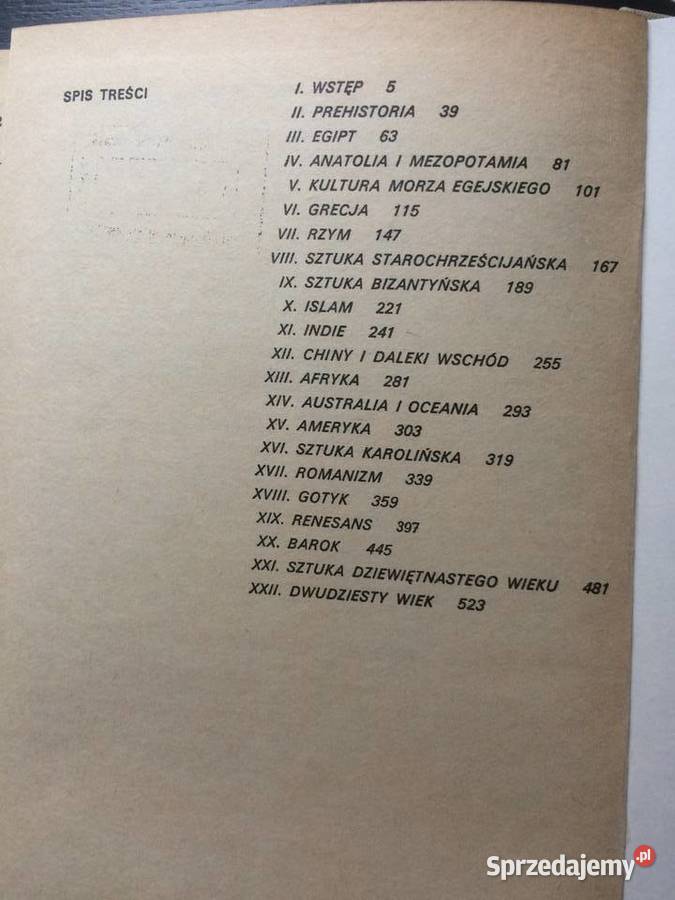 SPIS TREŚCI
I. WSTĘP 5
II. PREHISTORIA 39
III. EGIPT 63
IV. ANATOLIA I MEZOPOTAMIA 81
V. KULTURA MORZA EGEJSKIEGO 101
VI. GRECJA 115
VII. RZYM 147
VIII. SZTUKA STAROCHRZEŚCIJAŃSKA 167
IX. SZTUKA BIZANTYŃSKA 189
X. ISLAM 221
XI. INDIE 241
XII. CHINY I DALEKI WSCHÓD 255
XIII. AFRYKA 281
XIV. AUSTRALIA I OCEANIA 293
XV. AMERYKA 303
XVI. SZTUKA KAROLIŃSKA 319
XVII. ROMANIZM 339
XVIII. GOTYK 359
XIX. RENESANS 397
XX. BAROK 445
XXI. SZTUKA DZIEWIĘTNASTEGO WIEKU 481
XXII. DWUDZIESTY WIEK 523
Sprzedajemy.pl